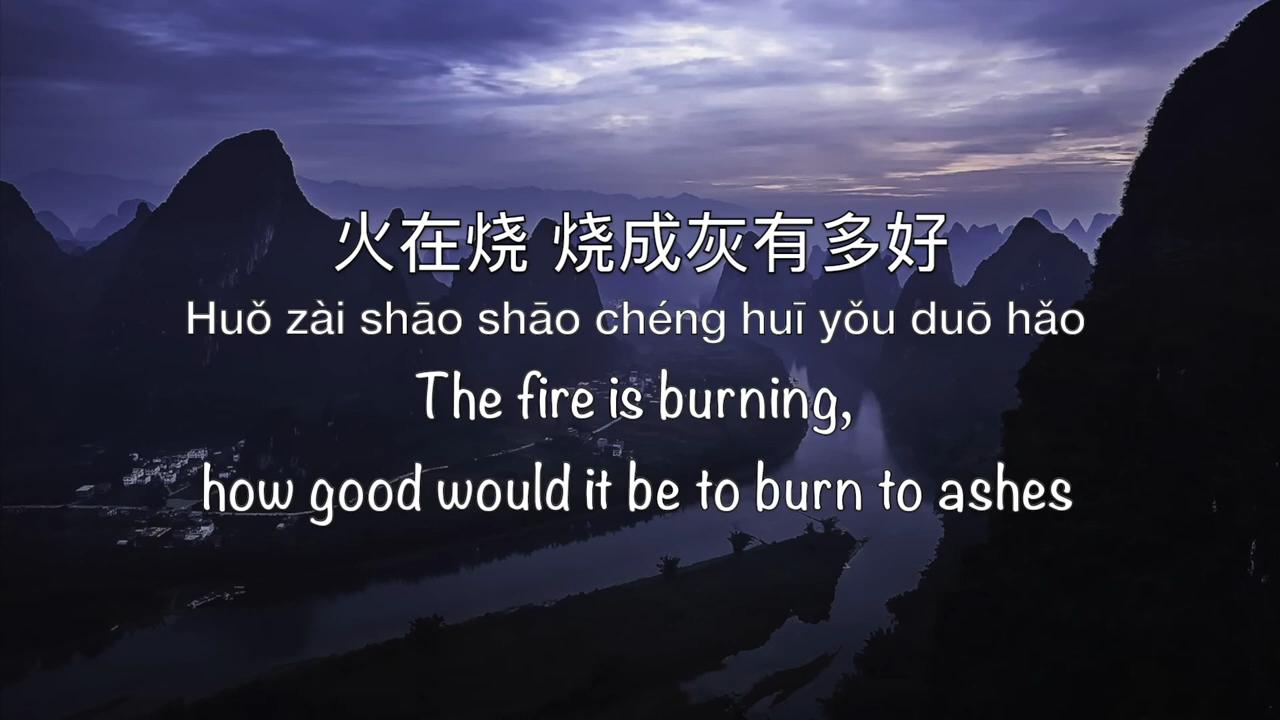 火在烧 烧成灰有多好
Huǒ zài shāo shāo chéng huī yǒu duō hǎo
The fire is burning,
how good would it be to burn to ashes